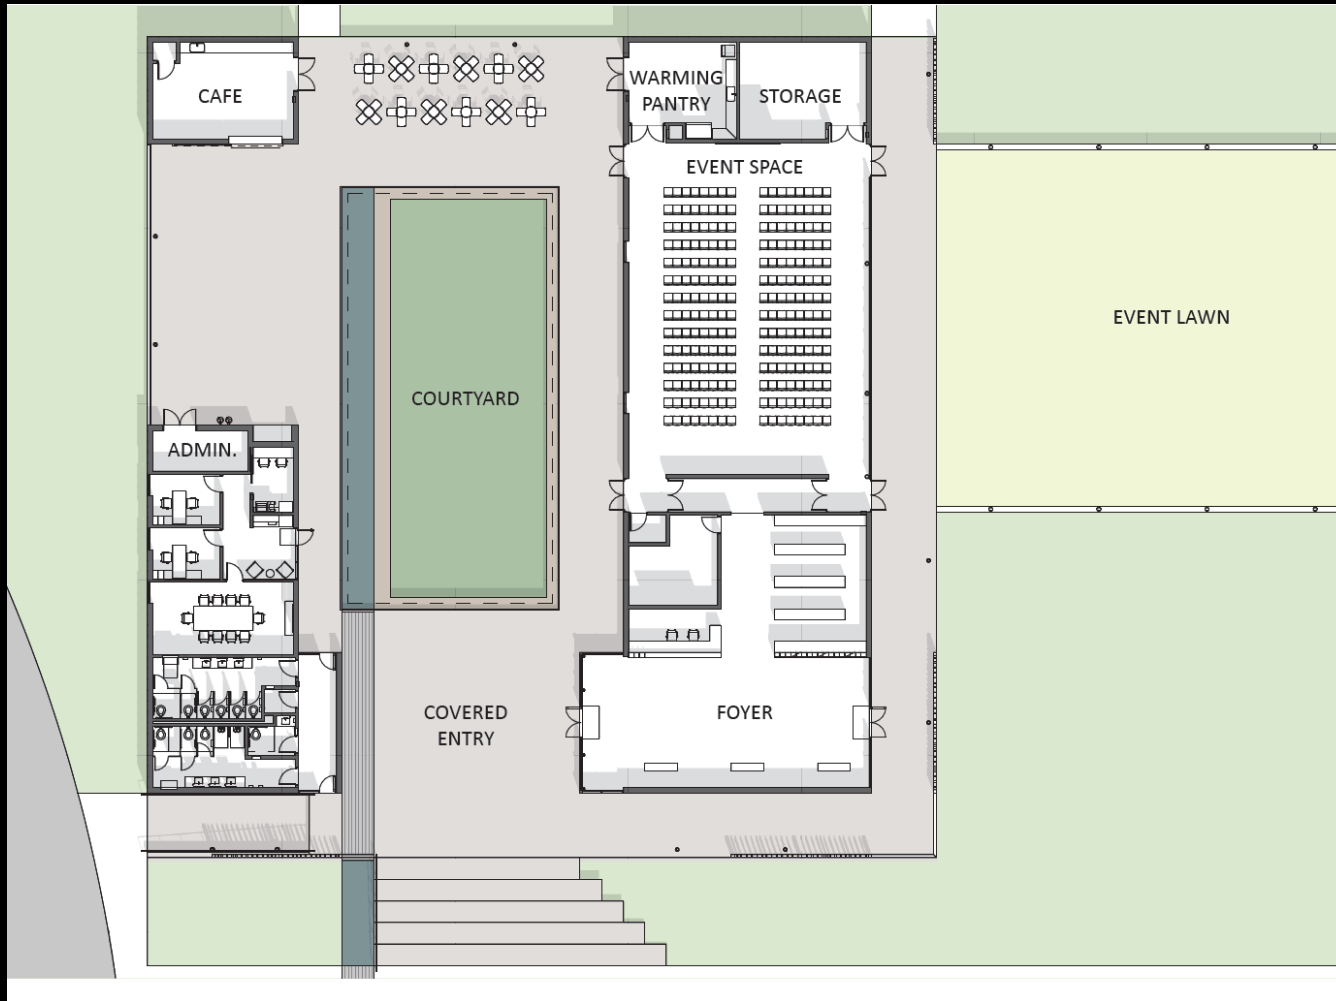 CAFE
WARMING
PANTRY
STORAGE
EVENT SPACE
EVENT LAWN
COURTYARD
ADMIN.
COVERED
ENTRY
FOYER